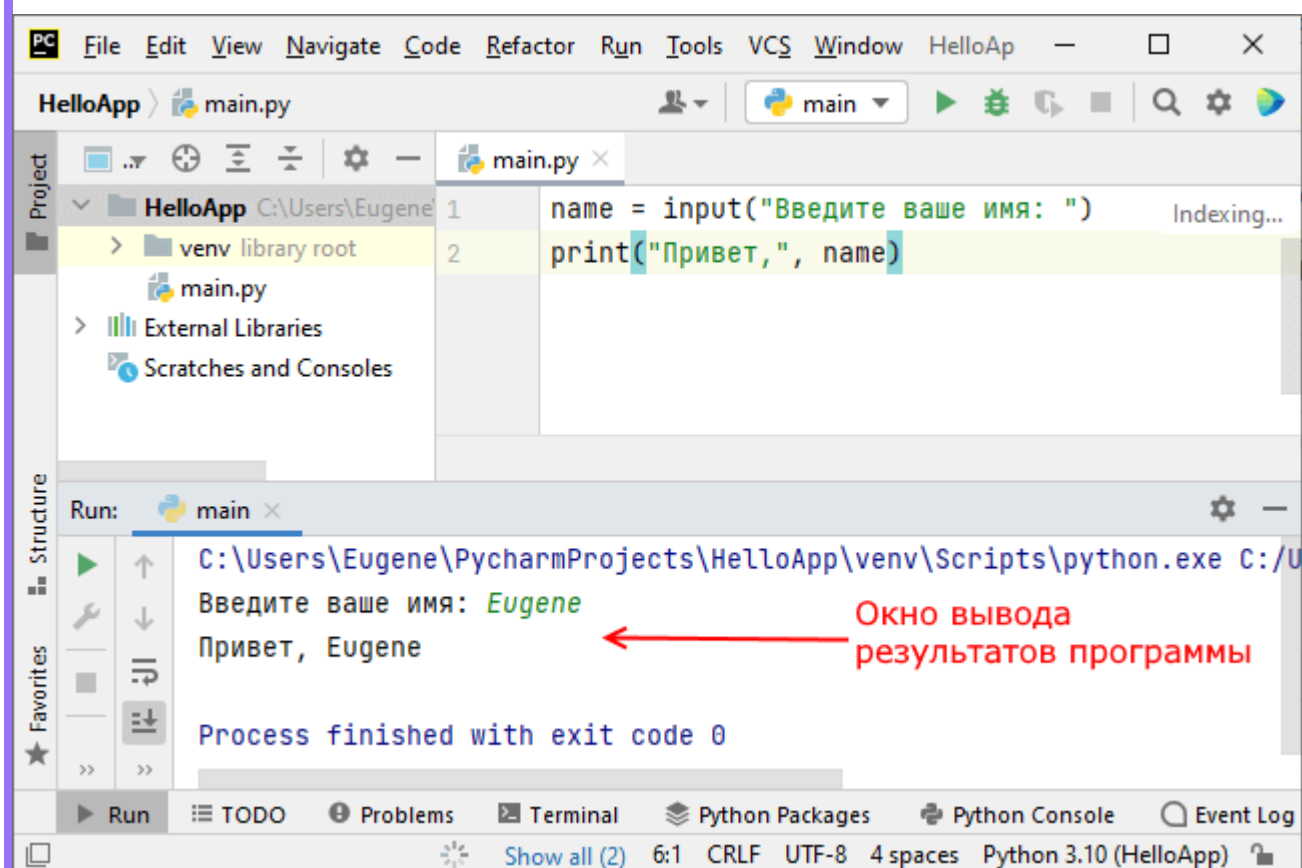 PC File Edit View Navigate Code Refactor Run Tools VCS Window HelloAp
HelloApp main.py main
Project
..
main.py
HelloApp C:\Users\Eugene
venv library root
main.py
External Libraries
Scratches and Consoles
1 name = input("Введите ваше имя: ") Indexing...
2 print("Привет,", name)
Structure
Favorites
Run: main
C:\Users\Eugene\PycharmProjects\HelloApp\venv\Scripts\python.exe C:/U
Введите ваше имя: Eugene
Привет, Eugene
Окно вывода
результатов программы
Process finished with exit code 0
>> >>
Run TODO Problems Terminal Python Packages Python Console Event Log
Show all (2) 6:1 CRLF UTF-8 4 spaces Python 3.10 (HelloApp)